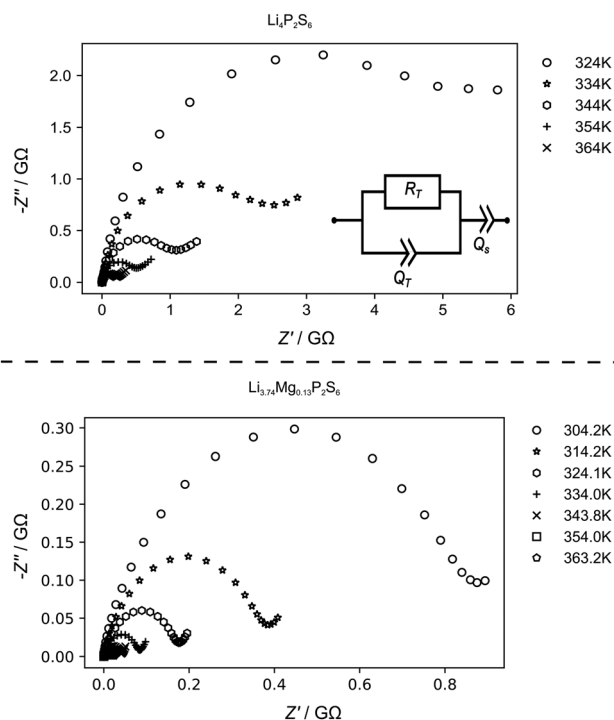 Li₄P₂S₆
-Z″ / GΩ
2.0
1.5
1.0
0.5
0.0
0 1 2 3 4 5 6
Z′ / GΩ
324K
334K
344K
354K
364K
R_T
Q_T
Q_s
Li₃.₇₄Mg₀.₁₃P₂S₆
-Z″ / GΩ
0.30
0.25
0.20
0.15
0.10
0.05
0.00
0.0 0.2 0.4 0.6 0.8
Z′ / GΩ
304.2K
314.2K
324.1K
334.0K
343.8K
354.0K
363.2K